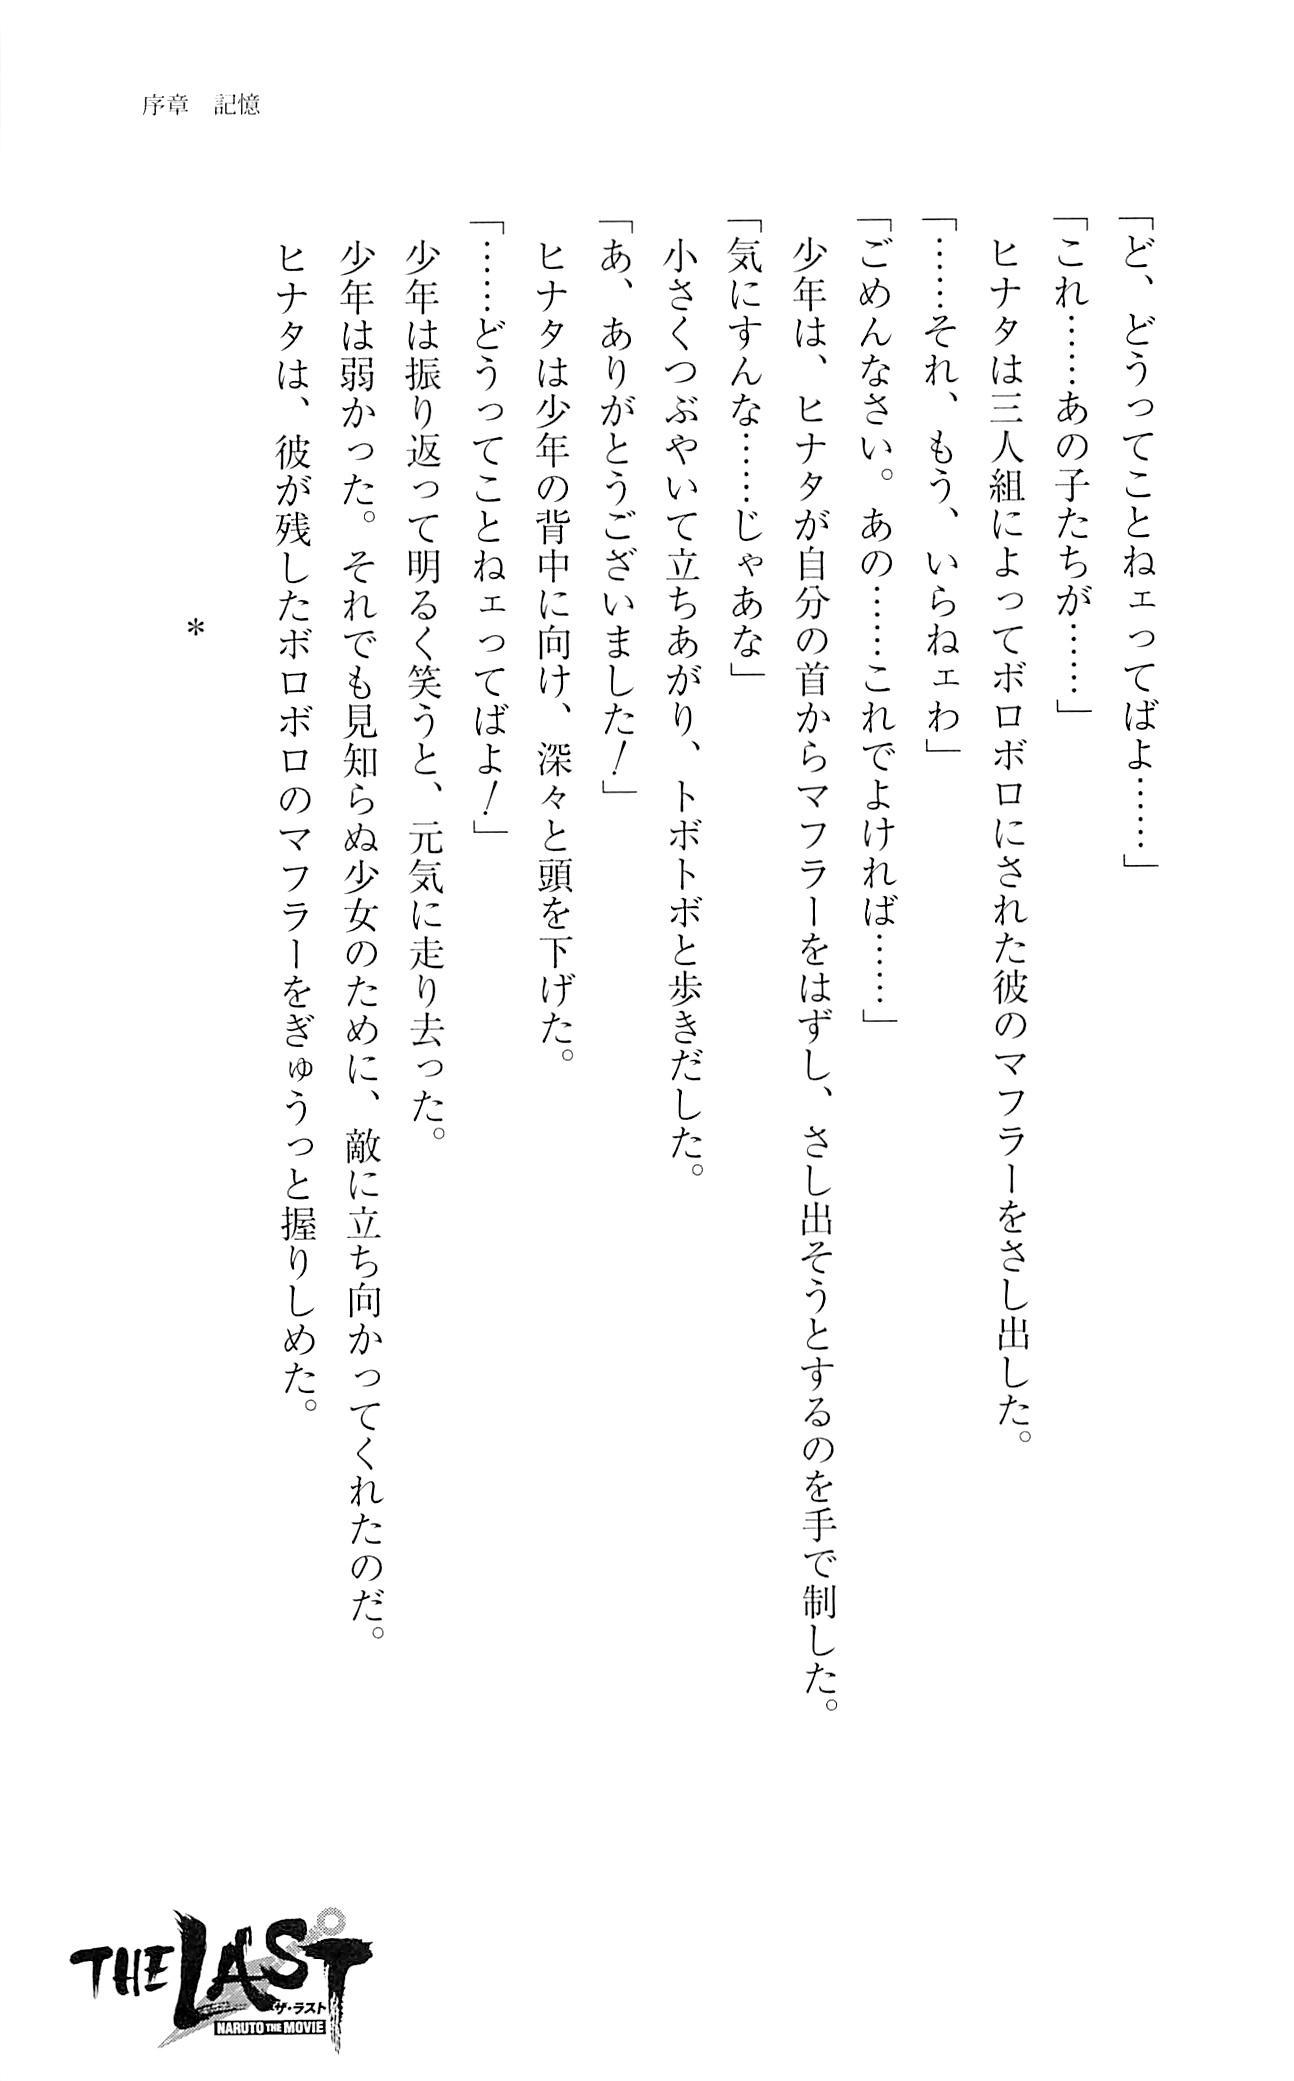 序章　記憶
「ど、どうってことねェってばよ……」
「これ……あの子たちが……」
ヒナタは三人組によってボロボロにされた彼のマフラーをさし出した。
「……それ、もう、いらねェわ」
「ごめんなさい。あの……これでよければ……」
少年は、ヒナタが自分の首からマフラーをはずし、さし出そうとするのを手で制した。
「気にすんな……じゃあな」
小さくつぶやいて立ちあがり、トボトボと歩きだした。
「あ、ありがとうございました！」
ヒナタは少年の背中に向け、深々と頭を下げた。
「……どうってことねェってばよ！」
少年は振り返って明るく笑うと、元気に走り去った。
少年は弱かった。それでも見知らぬ少女のために、敵に立ち向かってくれたのだ。
ヒナタは、彼が残したボロボロのマフラーをぎゅうっと握りしめた。
＊
THE LAST
ザ・ラスト
NARUTO THE MOVIE